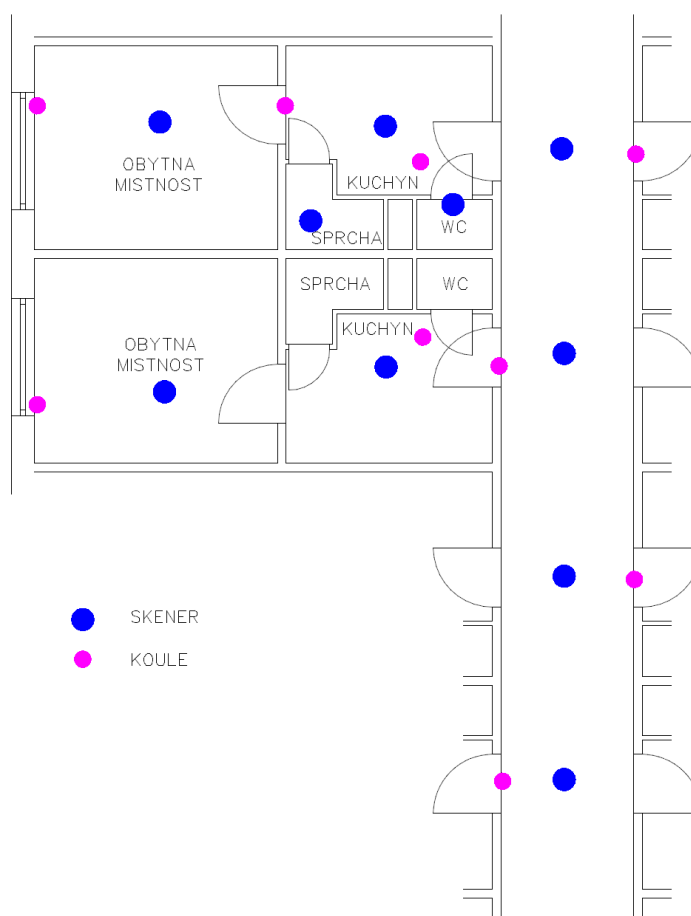 OBYTNA
MISTNOST
KUCHYN
SPRCHA
WC
SPRCHA
WC
KUCHYN
OBYTNA
MISTNOST
SKENER
KOULE